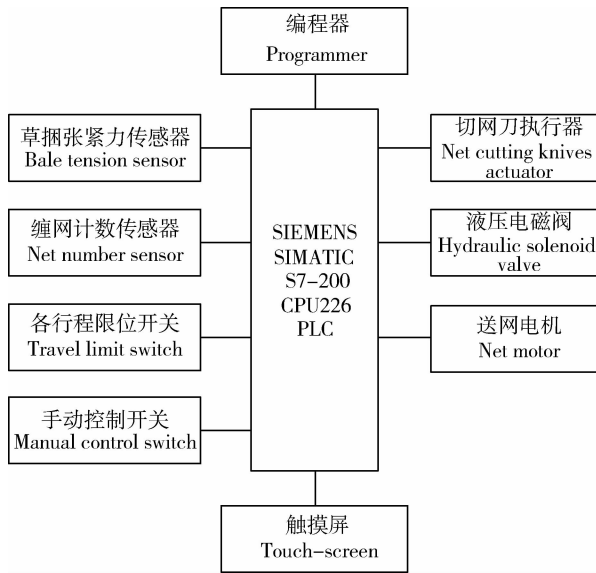 编程器
Programmer
草捆张紧力传感器
Bale tension sensor
缠网计数传感器
Net number sensor
各行程限位开关
Travel limit switch
手动控制开关
Manual control switch
SIEMENS
SIMATIC
S7-200
CPU226
PLC
切网刀执行器
Net cutting knives
actuator
液压电磁阀
Hydraulic solenoid
valve
送网电机
Net motor
触摸屏
Touch-screen